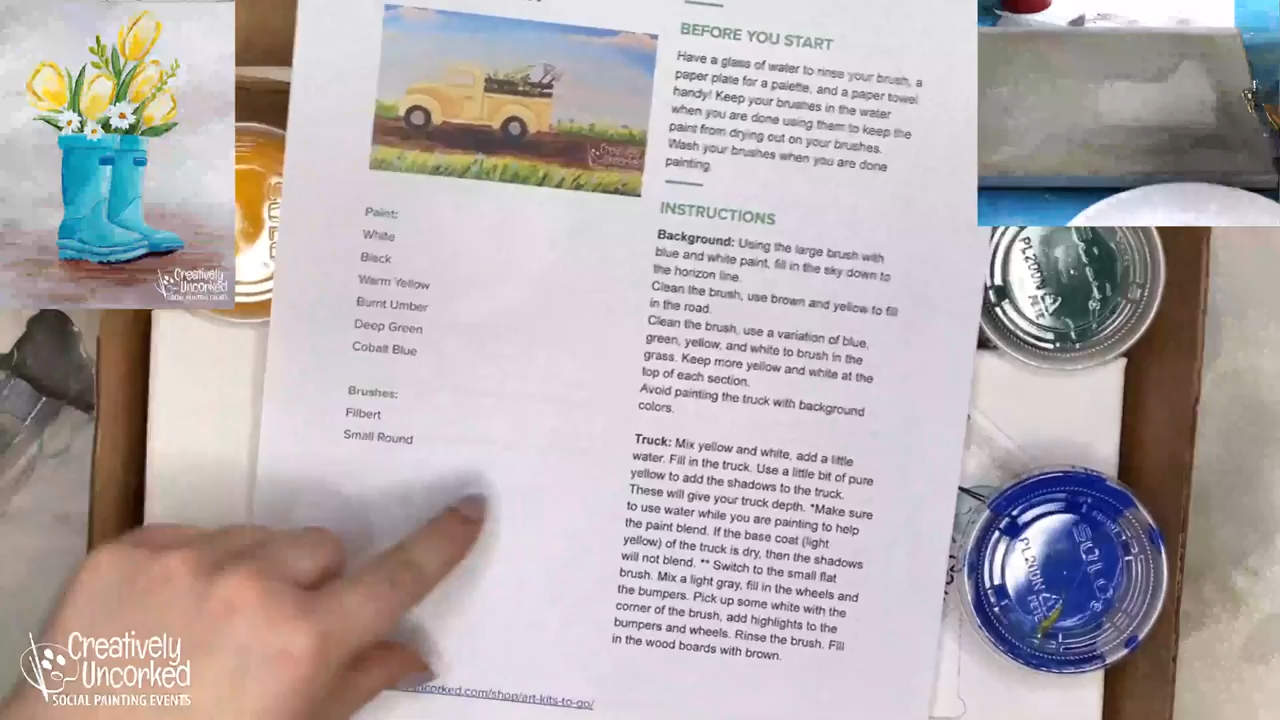 BEFORE YOU START
Have a glass of water to rinse your brush, a
paper plate for a palette, and a paper towel
handy! Keep your brushes in the water
when you are done using them to keep the
paint from drying out on your brushes.
Wash your brushes when you are done
painting.
INSTRUCTIONS
Background: Using the large brush with
blue and white paint, fill in the sky down to
the horizon line.
Clean the brush, use brown and yellow to fill
in the road.
Clean the brush, use a variation of blue,
green, yellow, and white to brush in the
grass. Keep more yellow and white at the
top of each section.
Avoid painting the truck with background
colors.
Truck: Mix yellow and white, add a little
water. Fill in the truck. Use a little bit of pure
yellow to add the shadows to the truck.
These will give your truck depth. *Make sure
to use water while you are painting to help
the paint blend. If the base coat (light
yellow) of the truck is dry, then the shadows
will not blend. ** Switch to the small flat
brush. Mix a light gray, fill in the wheels and
the bumpers. Pick up some white with the
corner of the brush, add highlights to the
bumpers and wheels. Rinse the brush. Fill
in the wood boards with brown.
Paint:
White
Black
Warm Yellow
Burnt Umber
Deep Green
Cobalt Blue
Brushes:
Filbert
Small Round
uncorked.com/shop/art-kits-to-go/
Creatively
Uncorked
SOCIAL PAINTING EVENTS
Creatively
Uncorked
SOCIAL PAINTING EVENTS
Creatively
Uncorked
PL200N
PETE
SOLO
PL200N
PETE
SOLO